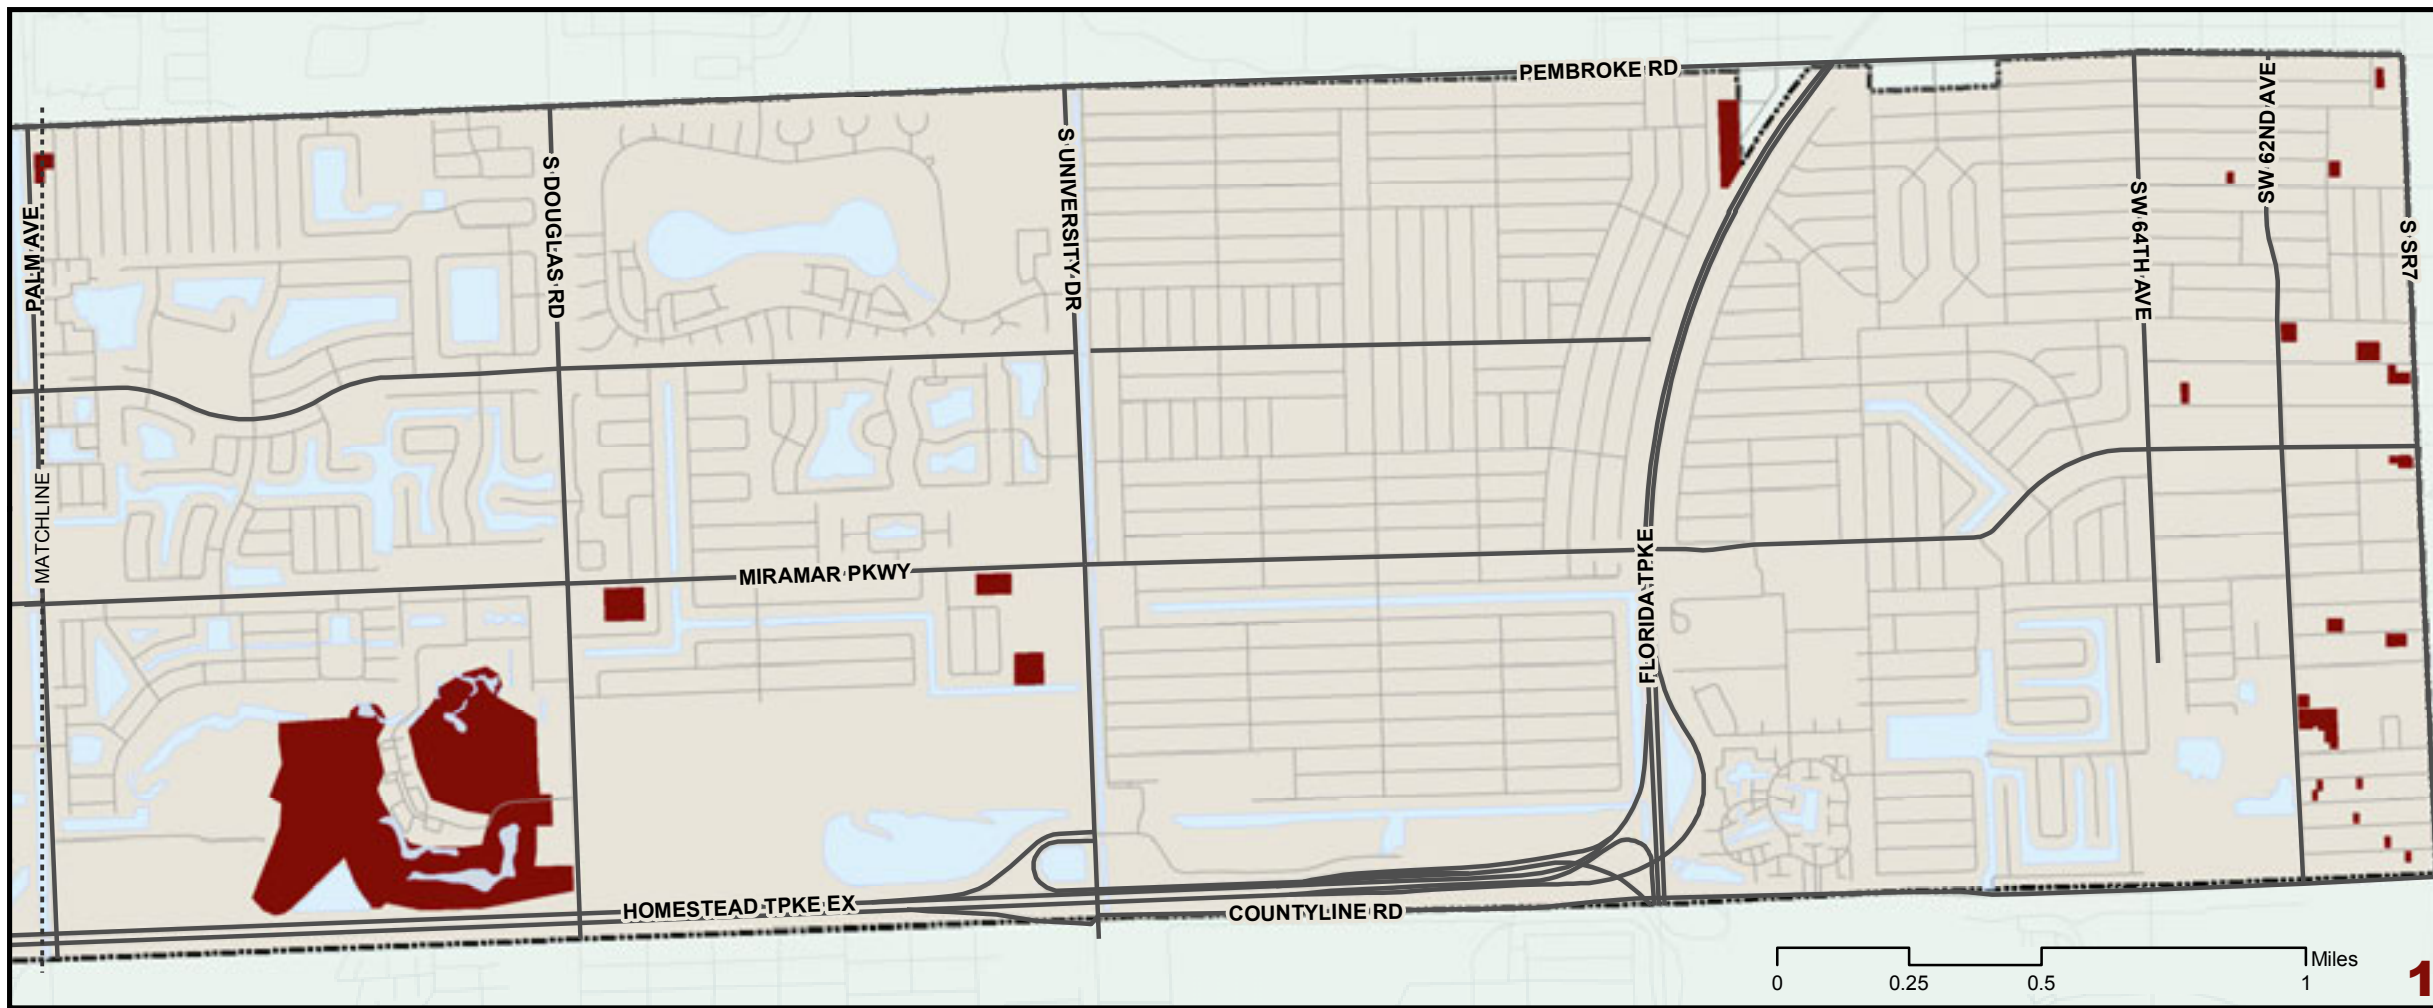 PEMBROKE RD
PALM AVE
S DOUGLAS RD
S UNIVERSITY DR
SW 64TH AVE
SW 62ND AVE
S SR7
MATCHLINE
MIRAMAR PKWY
FLORIDA TPKE
HOMESTEAD TPKE EX
COUNTYLINE RD
Miles
0 0.25 0.5 1
1